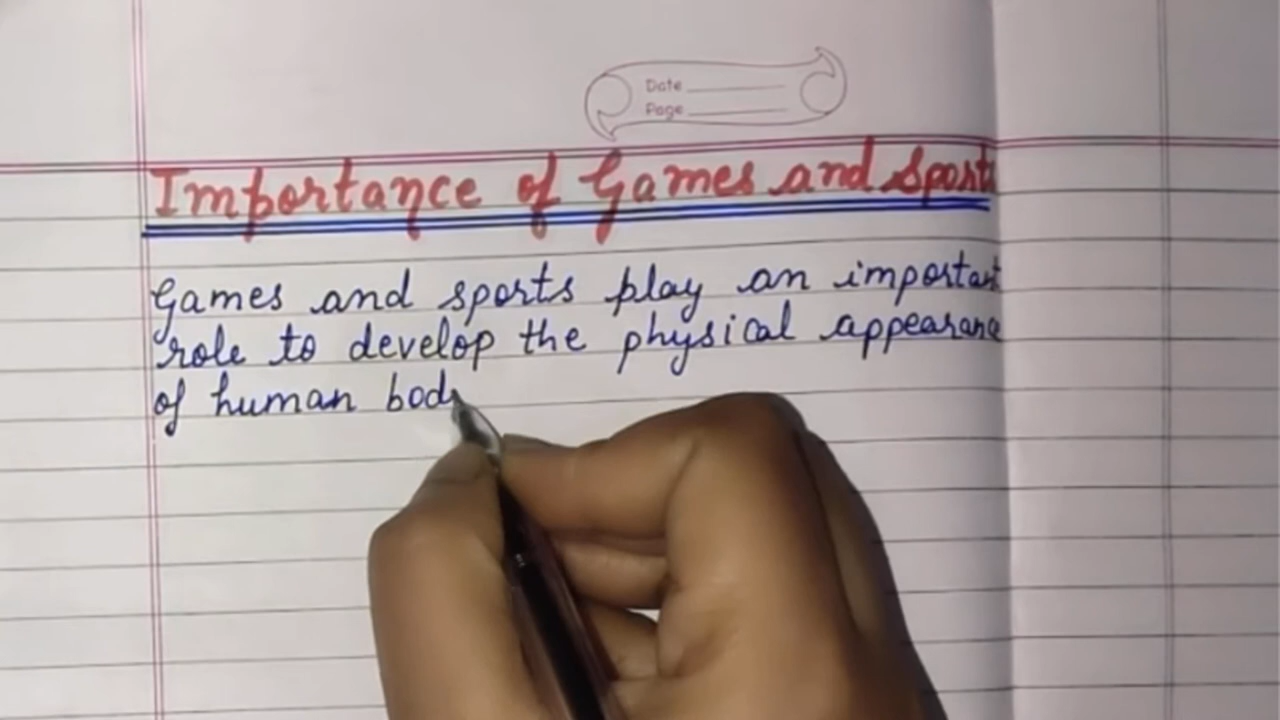 Date
Page
Importance of Games and Sports
Games and sports play an important
role to develop the physical appearance
of human bod